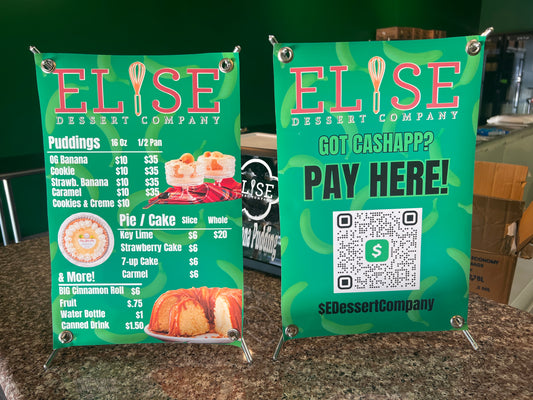 ELISE
DESSERT COMPANY
Puddings 16 Oz 1/2 Pan
OG Banana $10 $35
Cookie $10 $35
Strawb. Banana $10 $35
Caramel $10 $35
Cookies & Creme $10
Pie / Cake Slice Whole
Key Lime $6 $20
Strawberry Cake $6
7-up Cake $6
Carmel $6
& More!
BIG Cinnamon Roll $6
Fruit $.75
Water Bottle $1
Canned Drink $1.50
ELISE
Pudding
ELISE
DESSERT COMPANY
GOT CASHAPP?
PAY HERE!
$
$EDessertCompany